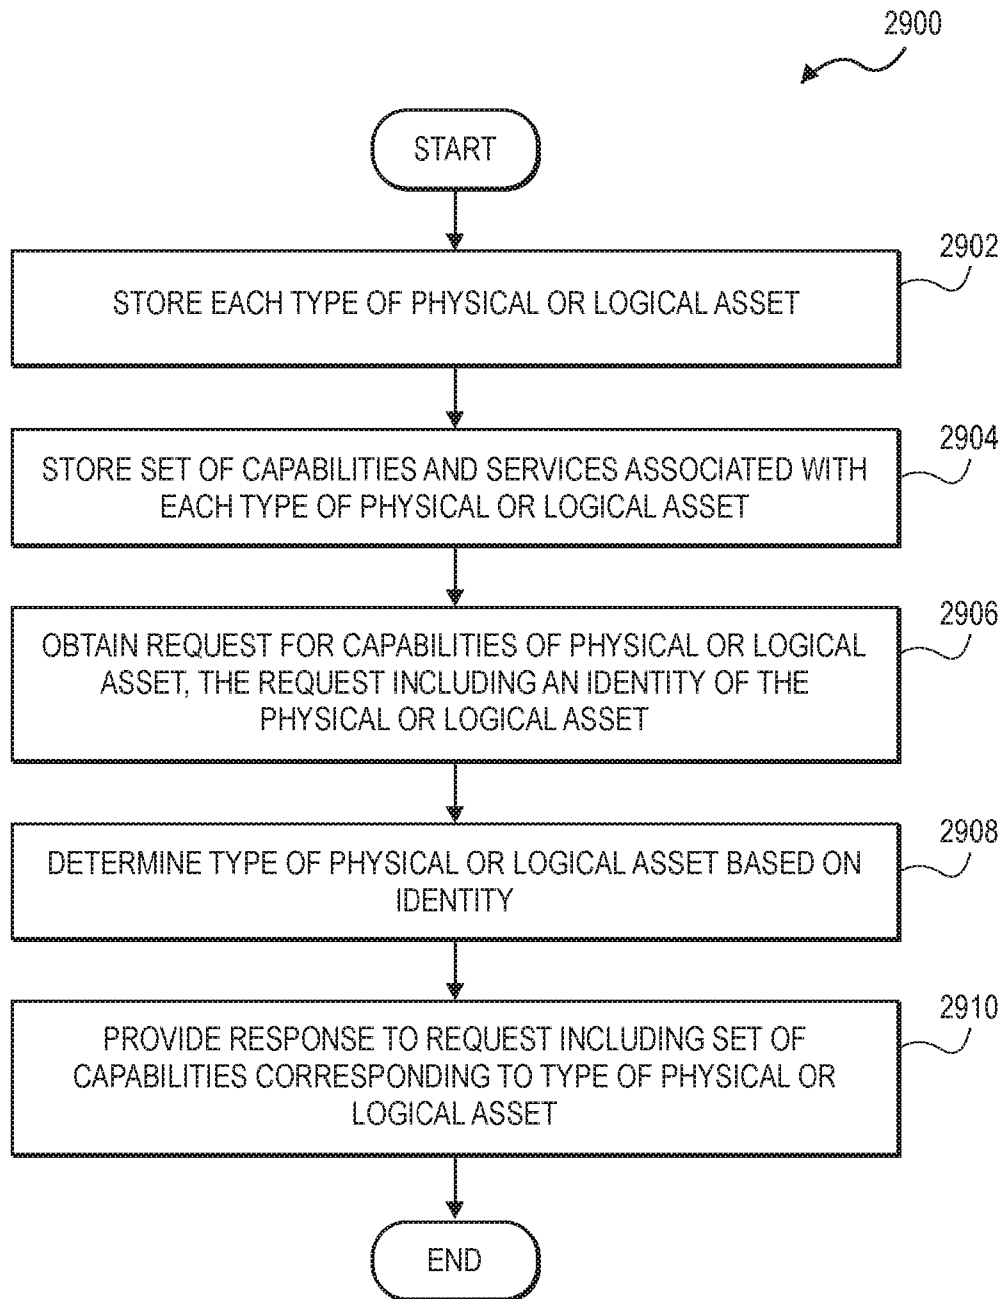 2900
START
2902
STORE EACH TYPE OF PHYSICAL OR LOGICAL ASSET
2904
STORE SET OF CAPABILITIES AND SERVICES ASSOCIATED WITH
EACH TYPE OF PHYSICAL OR LOGICAL ASSET
2906
OBTAIN REQUEST FOR CAPABILITIES OF PHYSICAL OR LOGICAL
ASSET, THE REQUEST INCLUDING AN IDENTITY OF THE
PHYSICAL OR LOGICAL ASSET
2908
DETERMINE TYPE OF PHYSICAL OR LOGICAL ASSET BASED ON
IDENTITY
2910
PROVIDE RESPONSE TO REQUEST INCLUDING SET OF
CAPABILITIES CORRESPONDING TO TYPE OF PHYSICAL OR
LOGICAL ASSET
END